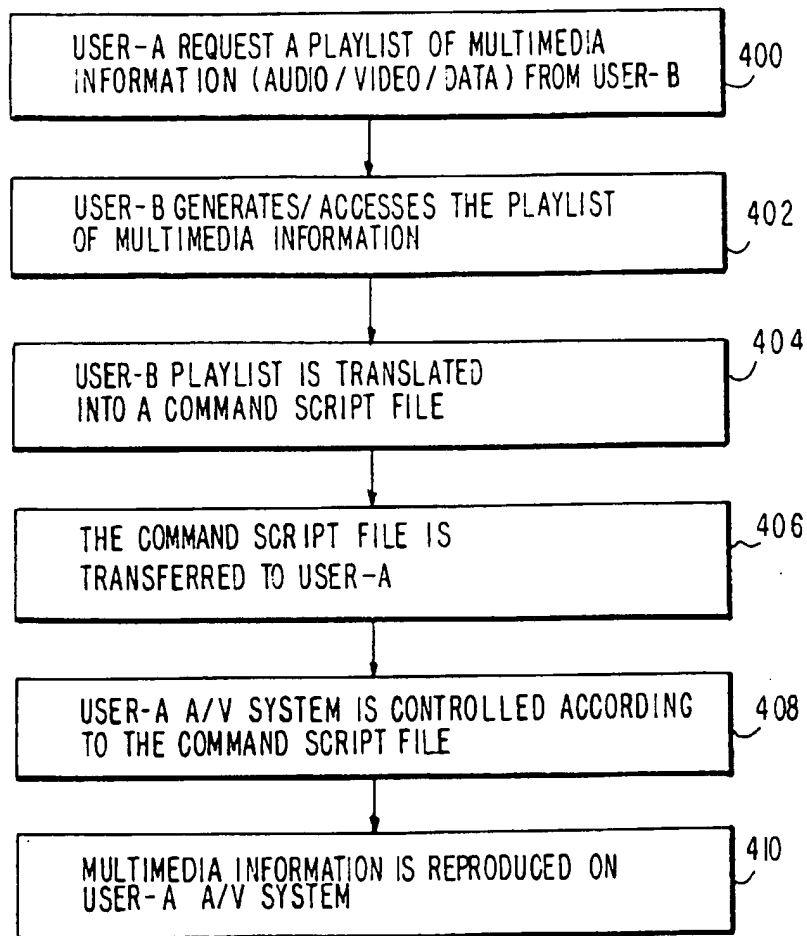 USER-A REQUEST A PLAYLIST OF MULTIMEDIA
INFORMATION (AUDIO/VIDEO/DATA) FROM USER-B
400
USER-B GENERATES/ACCESSES THE PLAYLIST
OF MULTIMEDIA INFORMATION
402
USER-B PLAYLIST IS TRANSLATED
INTO A COMMAND SCRIPT FILE
404
THE COMMAND SCRIPT FILE IS
TRANSFERRED TO USER-A
406
USER-A A/V SYSTEM IS CONTROLLED ACCORDING
TO THE COMMAND SCRIPT FILE
408
MULTIMEDIA INFORMATION IS REPRODUCED ON
USER-A A/V SYSTEM
410